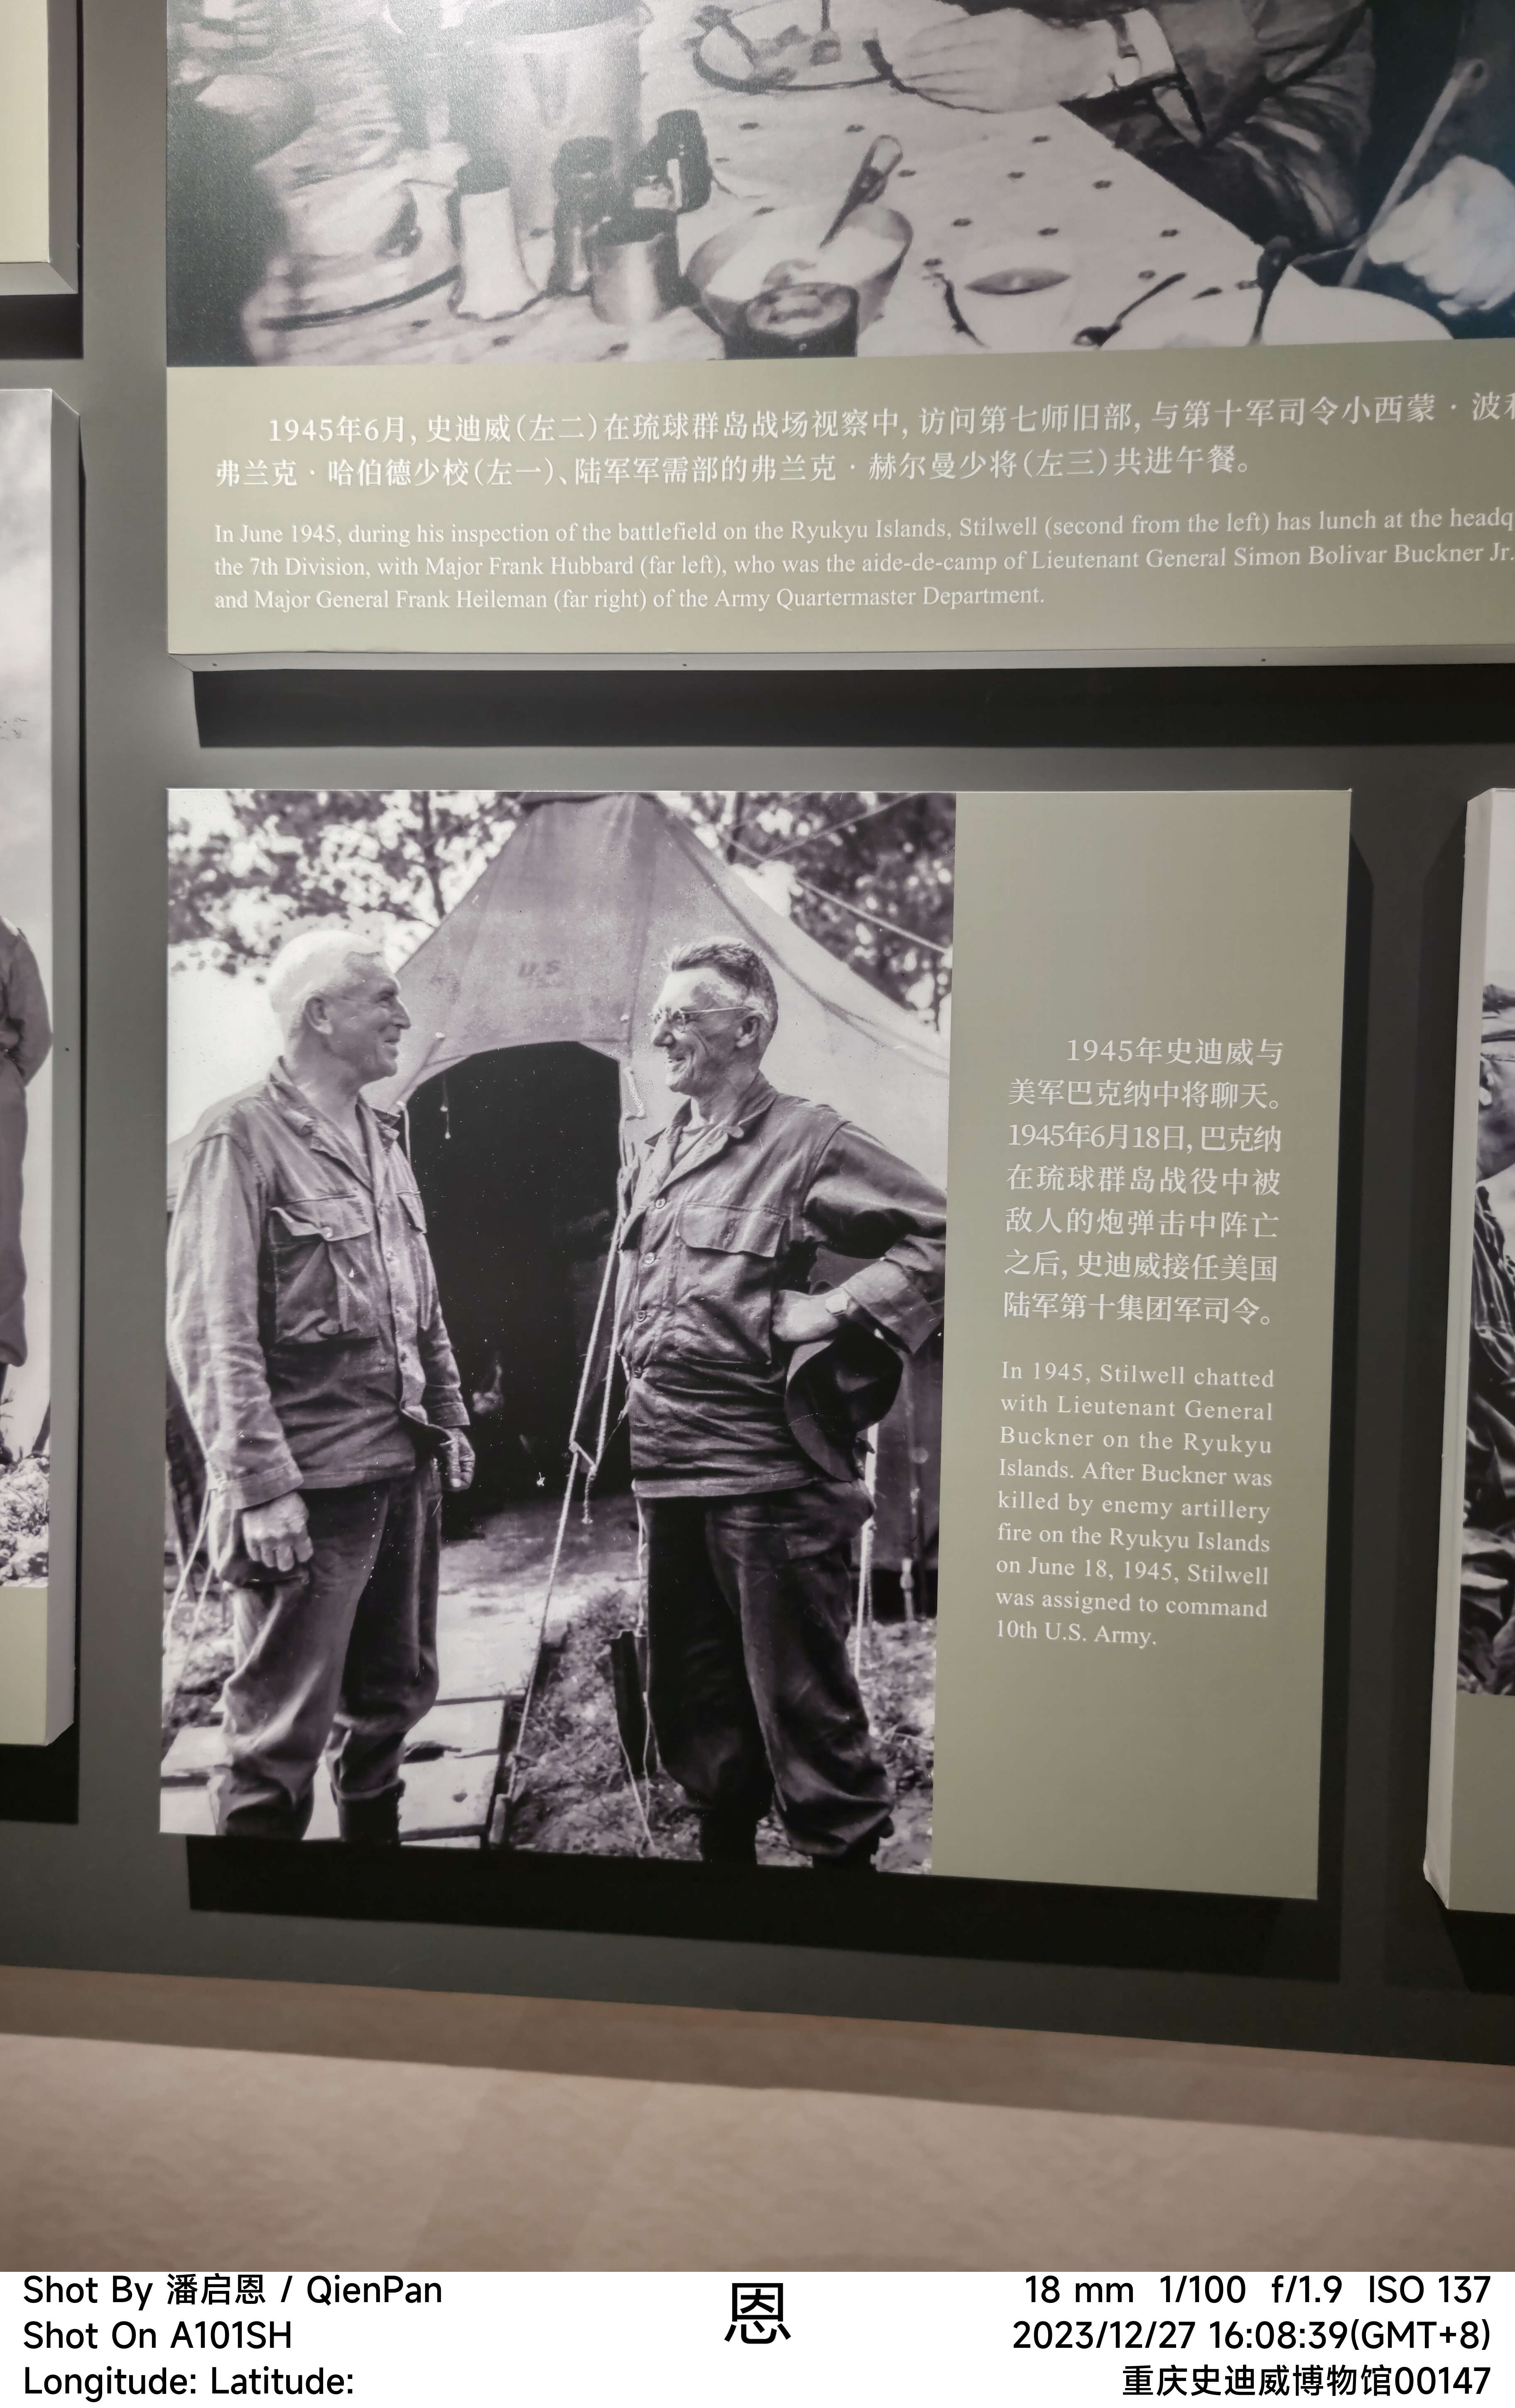 1945年6月,史迪威(左二)在琉球群岛战场视察中,访问第七师旧部,与第十军司令小西蒙·波利
弗兰克·哈伯德少校(左一)、陆军军需部的弗兰克·赫尔曼少将(左三)共进午餐。
In June 1945, during his inspection of the battlefield on the Ryukyu Islands, Stilwell (second from the left) has lunch at the headq
the 7th Division, with Major Frank Hubbard (far left), who was the aide-de-camp of Lieutenant General Simon Bolivar Buckner Jr.
and Major General Frank Heileman (far right) of the Army Quartermaster Department.
U.S
1945年史迪威与
美军巴克纳中将聊天。
1945年6月18日,巴克纳
在琉球群岛战役中被
敌人的炮弹击中阵亡
之后,史迪威接任美国
陆军第十集团军司令。
In 1945, Stilwell chatted
with Lieutenant General
Buckner on the Ryukyu
Islands. After Buckner was
killed by enemy artillery
fire on the Ryukyu Islands
on June 18, 1945, Stilwell
was assigned to command
10th U.S. Army.
Shot By 潘启恩 / QienPan
Shot On A101SH
Longitude: Latitude:
恩
18 mm 1/100 f/1.9 ISO 137
2023/12/27 16:08:39(GMT+8)
重庆史迪威博物馆00147